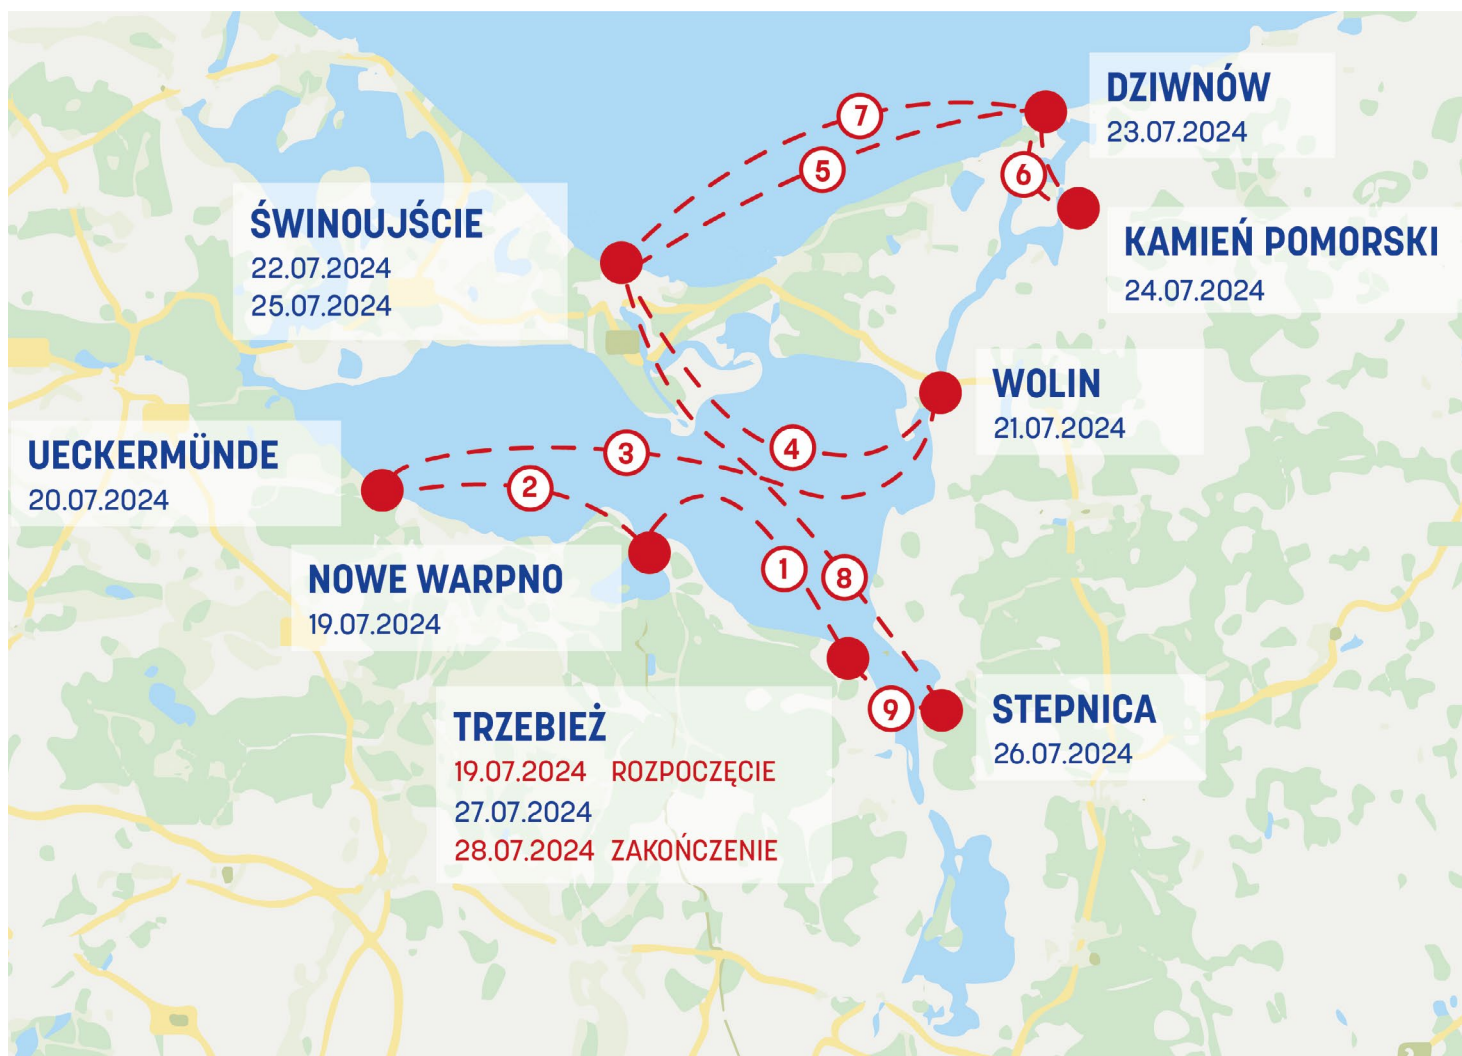 DZIWNÓW
23.07.2024
7
5
6
ŚWINOUJŚCIE
22.07.2024
25.07.2024
KAMIEŃ POMORSKI
24.07.2024
WOLIN
21.07.2024
UECKERMÜNDE
20.07.2024
3
4
2
NOWE WARPNO
19.07.2024
1
8
TRZEBIEŻ
19.07.2024 ROZPOCZĘCIE
27.07.2024
28.07.2024 ZAKOŃCZENIE
9
STEPNICA
26.07.2024